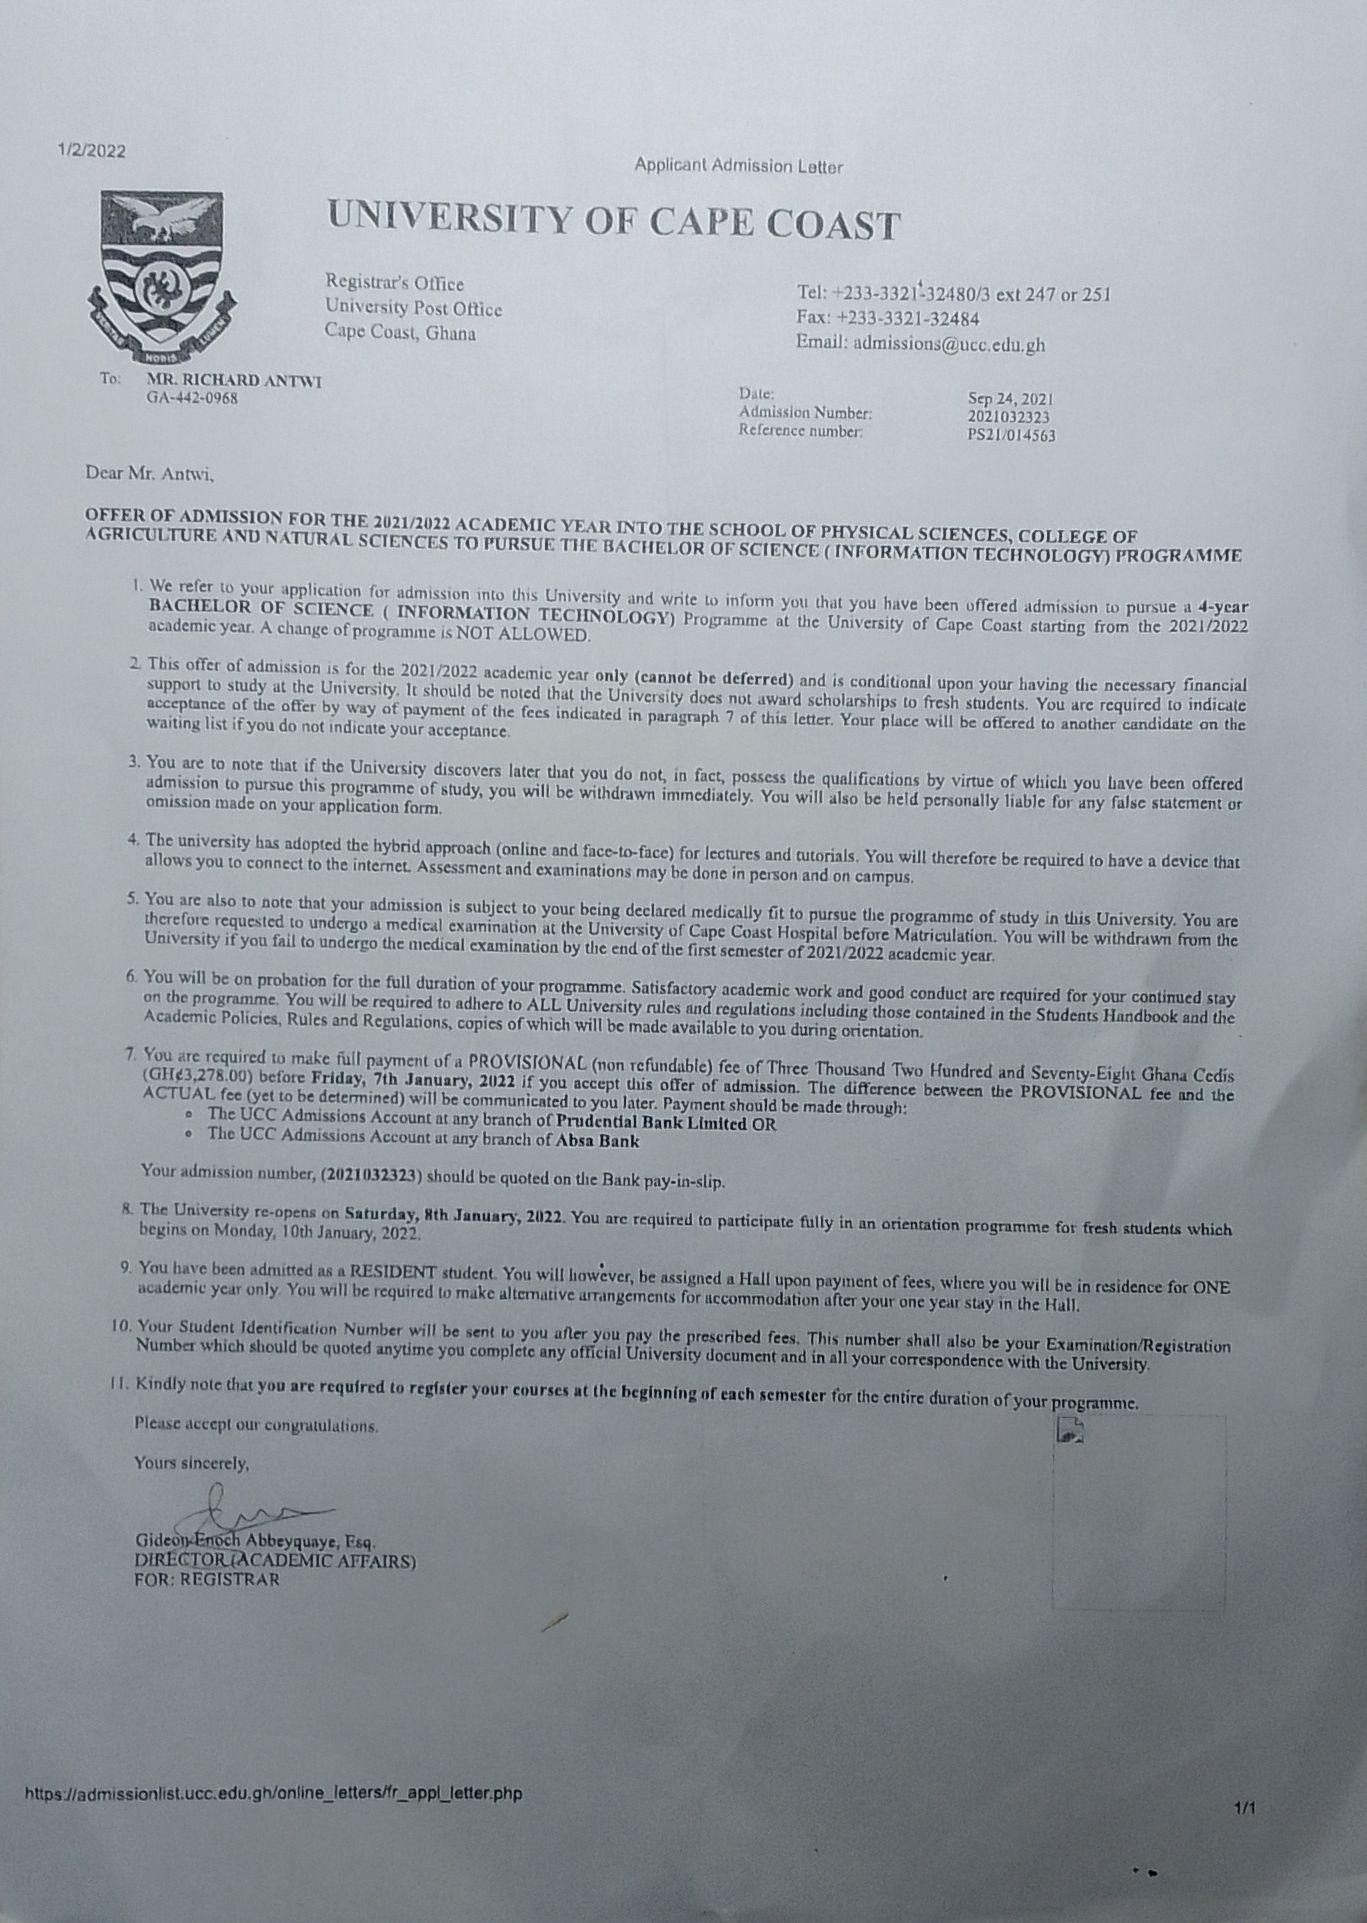 1/2/2022
Applicant Admission Letter
UNIVERSITY OF CAPE COAST
Registrar's Office
University Post Office
Cape Coast, Ghana
Tel: +233-3321-32480/3 ext 247 or 251
Fax: +233-3321-32484
Email: admissions@ucc.edu.gh
VERITAS NOBIS LUMEN
To: MR. RICHARD ANTWI
GA-442-0968
Date: Sep 24, 2021
Admission Number: 2021032323
Reference number: PS21/014563
Dear Mr. Antwi,
OFFER OF ADMISSION FOR THE 2021/2022 ACADEMIC YEAR INTO THE SCHOOL OF PHYSICAL SCIENCES, COLLEGE OF
AGRICULTURE AND NATURAL SCIENCES TO PURSUE THE BACHELOR OF SCIENCE ( INFORMATION TECHNOLOGY) PROGRAMME
1. We refer to your application for admission into this University and write to inform you that you have been offered admission to pursue a 4-year
BACHELOR OF SCIENCE ( INFORMATION TECHNOLOGY) Programme at the University of Cape Coast starting from the 2021/2022
academic year. A change of programme is NOT ALLOWED.
2. This offer of admission is for the 2021/2022 academic year only (cannot be deferred) and is conditional upon your having the necessary financial
support to study at the University. It should be noted that the University does not award scholarships to fresh students. You are required to indicate
acceptance of the offer by way of payment of the fees indicated in paragraph 7 of this letter. Your place will be offered to another candidate on the
waiting list if you do not indicate your acceptance.
3. You are to note that if the University discovers later that you do not, in fact, possess the qualifications by virtue of which you have been offered
admission to pursue this programme of study, you will be withdrawn immediately. You will also be held personally liable for any false statement or
omission made on your application form.
4. The university has adopted the hybrid approach (online and face-to-face) for lectures and tutorials. You will therefore be required to have a device that
allows you to connect to the internet. Assessment and examinations may be done in person and on campus.
5. You are also to note that your admission is subject to your being declared medically fit to pursue the programme of study in this University. You are
therefore requested to undergo a medical examination at the University of Cape Coast Hospital before Matriculation. You will be withdrawn from the
University if you fail to undergo the medical examination by the end of the first semester of 2021/2022 academic year.
6. You will be on probation for the full duration of your programme. Satisfactory academic work and good conduct are required for your continued stay
on the programme. You will be required to adhere to ALL University rules and regulations including those contained in the Students Handbook and the
Academic Policies, Rules and Regulations, copies of which will be made available to you during orientation.
7. You are required to make full payment of a PROVISIONAL (non refundable) fee of Three Thousand Two Hundred and Seventy-Eight Ghana Cedis
(GH¢3,278.00) before Friday, 7th January, 2022 if you accept this offer of admission. The difference between the PROVISIONAL fee and the
ACTUAL fee (yet to be determined) will be communicated to you later. Payment should be made through:
∘ The UCC Admissions Account at any branch of Prudential Bank Limited OR
∘ The UCC Admissions Account at any branch of Absa Bank
Your admission number, (2021032323) should be quoted on the Bank pay-in-slip.
8. The University re-opens on Saturday, 8th January, 2022. You are required to participate fully in an orientation programme for fresh students which
begins on Monday, 10th January, 2022.
9. You have been admitted as a RESIDENT student. You will however, be assigned a Hall upon payment of fees, where you will be in residence for ONE
academic year only. You will be required to make alternative arrangements for accommodation after your one year stay in the Hall.
10. Your Student Identification Number will be sent to you after you pay the prescribed fees. This number shall also be your Examination/Registration
Number which should be quoted anytime you complete any official University document and in all your correspondence with the University.
11. Kindly note that you are required to register your courses at the beginning of each semester for the entire duration of your programme.
Please accept our congratulations.
Yours sincerely,
Gideon Enoch Abbeyquaye, Esq.
DIRECTOR (ACADEMIC AFFAIRS)
FOR: REGISTRAR
https://admissionlist.ucc.edu.gh/online_letters/fr_appl_letter.php
1/1